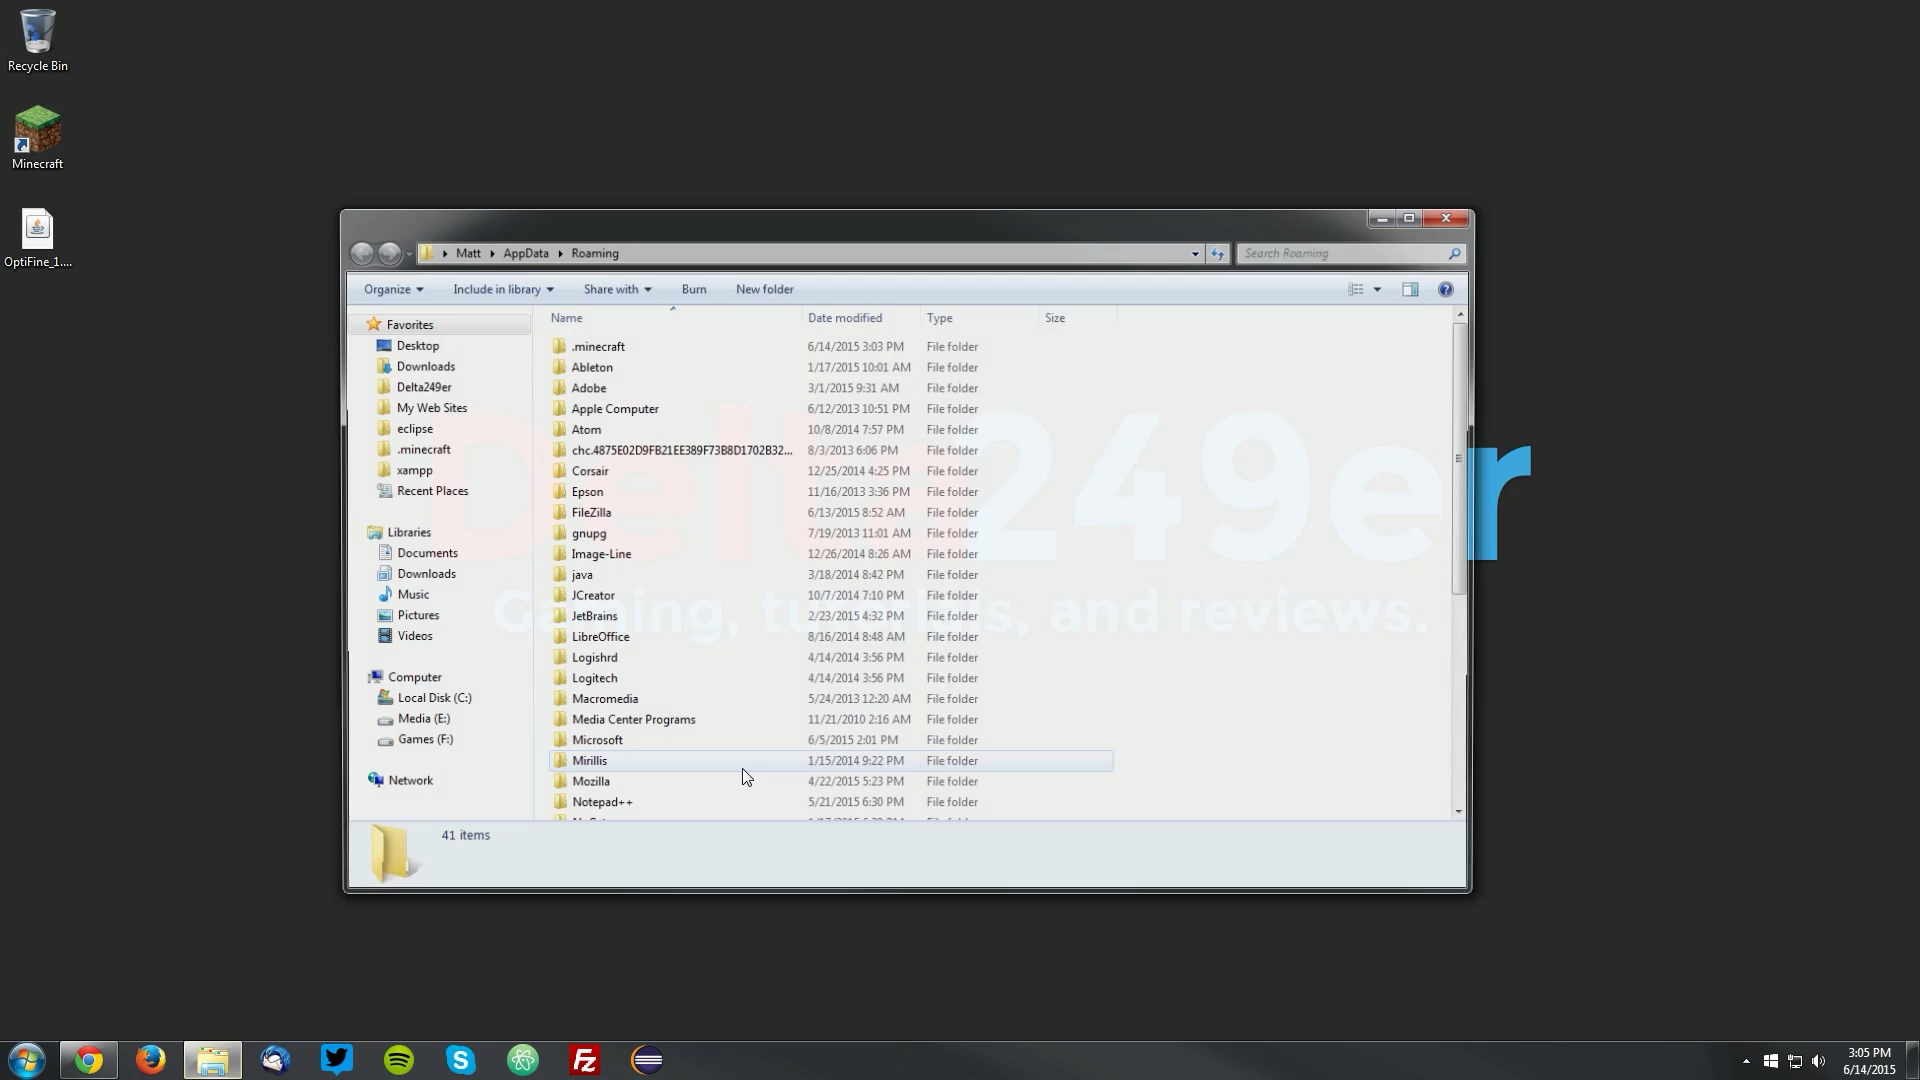 Recycle Bin
Minecraft
OptiFine_1....
Matt AppData Roaming
Search Roaming
Organize Include in library Share with Burn New folder
Name Date modified Type Size
Favorites
Desktop
Downloads
Delta249er
My Web Sites
eclipse
.minecraft
xampp
Recent Places
Libraries
Documents
Downloads
Music
Pictures
Videos
Computer
Local Disk (C:)
Media (E:)
Games (F:)
Network
.minecraft 6/14/2015 3:03 PM File folder
Ableton 1/17/2015 10:01 AM File folder
Adobe 3/1/2015 9:31 AM File folder
Apple Computer 6/12/2013 10:51 PM File folder
Atom 10/8/2014 7:57 PM File folder
chc.4875E02D9FB21EE389F73B8D1702B32... 8/3/2013 6:06 PM File folder
Corsair 12/25/2014 4:25 PM File folder
Epson 11/16/2013 3:36 PM File folder
FileZilla 6/13/2015 8:52 AM File folder
gnupg 7/19/2013 11:01 AM File folder
Image-Line 12/26/2014 8:26 AM File folder
java 3/18/2014 8:42 PM File folder
JCreator 10/7/2014 7:10 PM File folder
JetBrains 2/23/2015 4:32 PM File folder
LibreOffice 8/16/2014 8:48 AM File folder
Logishrd 4/14/2014 3:56 PM File folder
Logitech 4/14/2014 3:56 PM File folder
Macromedia 5/24/2013 12:20 AM File folder
Media Center Programs 11/21/2010 2:16 AM File folder
Microsoft 6/5/2015 2:01 PM File folder
Mirillis 1/15/2014 9:22 PM File folder
Mozilla 4/22/2015 5:23 PM File folder
Notepad++ 5/21/2015 6:30 PM File folder
Delta249er
Gaming, tutorials, and reviews.
41 items
3:05 PM
6/14/2015